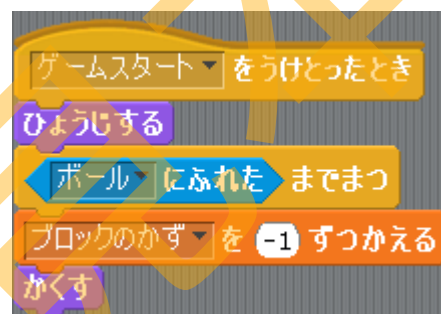 ゲームスタート をうけとったとき
ひょうじする
ボール にふれた までまつ
ブロックのかず を -1 ずつかえる
かくす